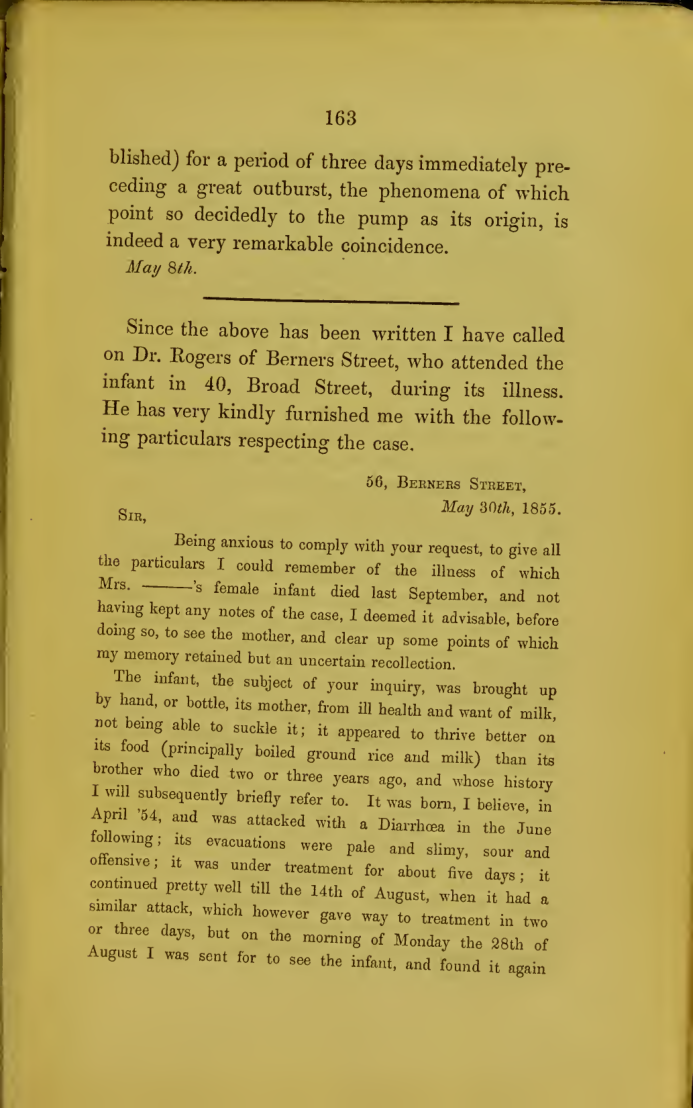 163
blished) for a period of three days immediately pre-
ceding a great outburst, the phenomena of which
point so decidedly to the pump as its origin, is
indeed a very remarkable coincidence.
May 8th.
Since the above has been written I have called
on Dr. Rogers of Berners Street, who attended the
infant in 40, Broad Street, during its illness.
He has very kindly furnished me with the follow-
ing particulars respecting the case.
56, Berners Street,
May 30th, 1855.
Sir,
Being anxious to comply with your request, to give all
the particulars I could remember of the illness of which
Mrs. ———'s female infant died last September, and not
having kept any notes of the case, I deemed it advisable, before
doing so, to see the mother, and clear up some points of which
my memory retained but an uncertain recollection.
The infant, the subject of your inquiry, was brought up
by hand, or bottle, its mother, from ill health and want of milk,
not being able to suckle it; it appeared to thrive better on
its food (principally boiled ground rice and milk) than its
brother who died two or three years ago, and whose history
I will subsequently briefly refer to. It was born, I believe, in
April '54, and was attacked with a Diarrhœa in the June
following; its evacuations were pale and slimy, sour and
offensive; it was under treatment for about five days; it
continued pretty well till the 14th of August, when it had a
similar attack, which however gave way to treatment in two
or three days, but on the morning of Monday the 28th of
August I was sent for to see the infant, and found it again